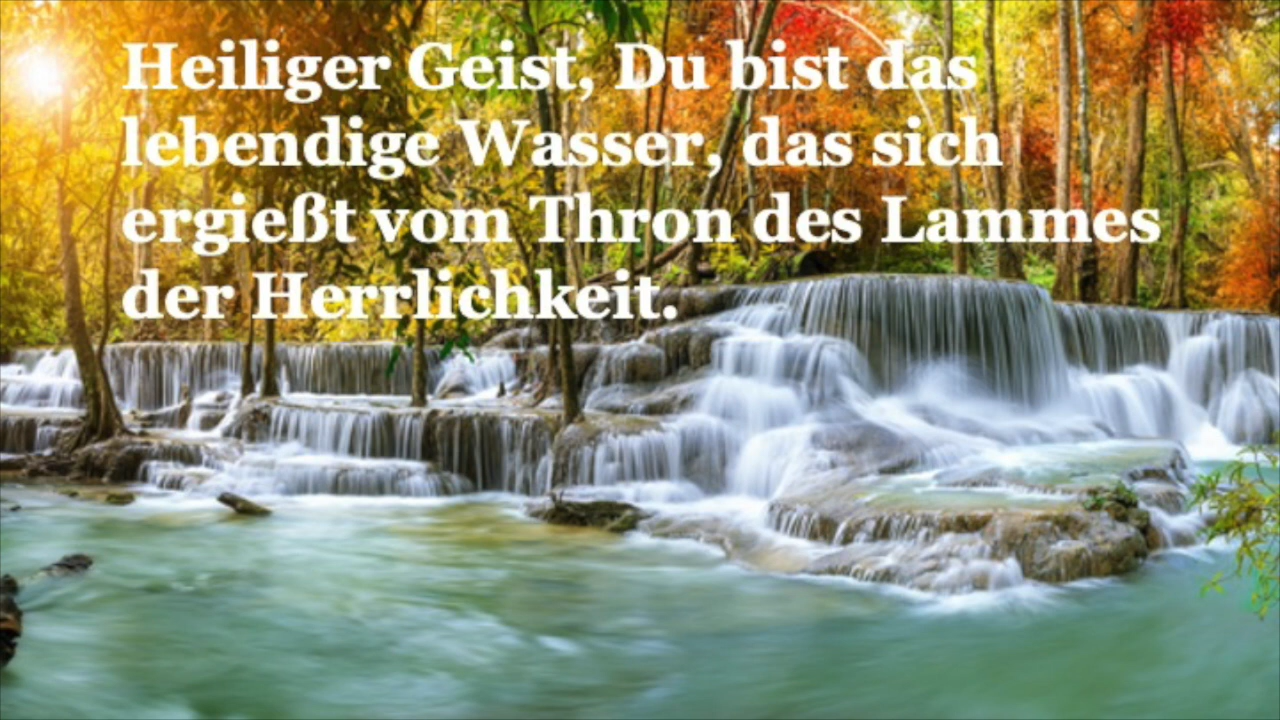 Heiliger Geist, Du bist das
lebendige Wasser, das sich
ergießt vom Thron des Lammes
der Herrlichkeit.